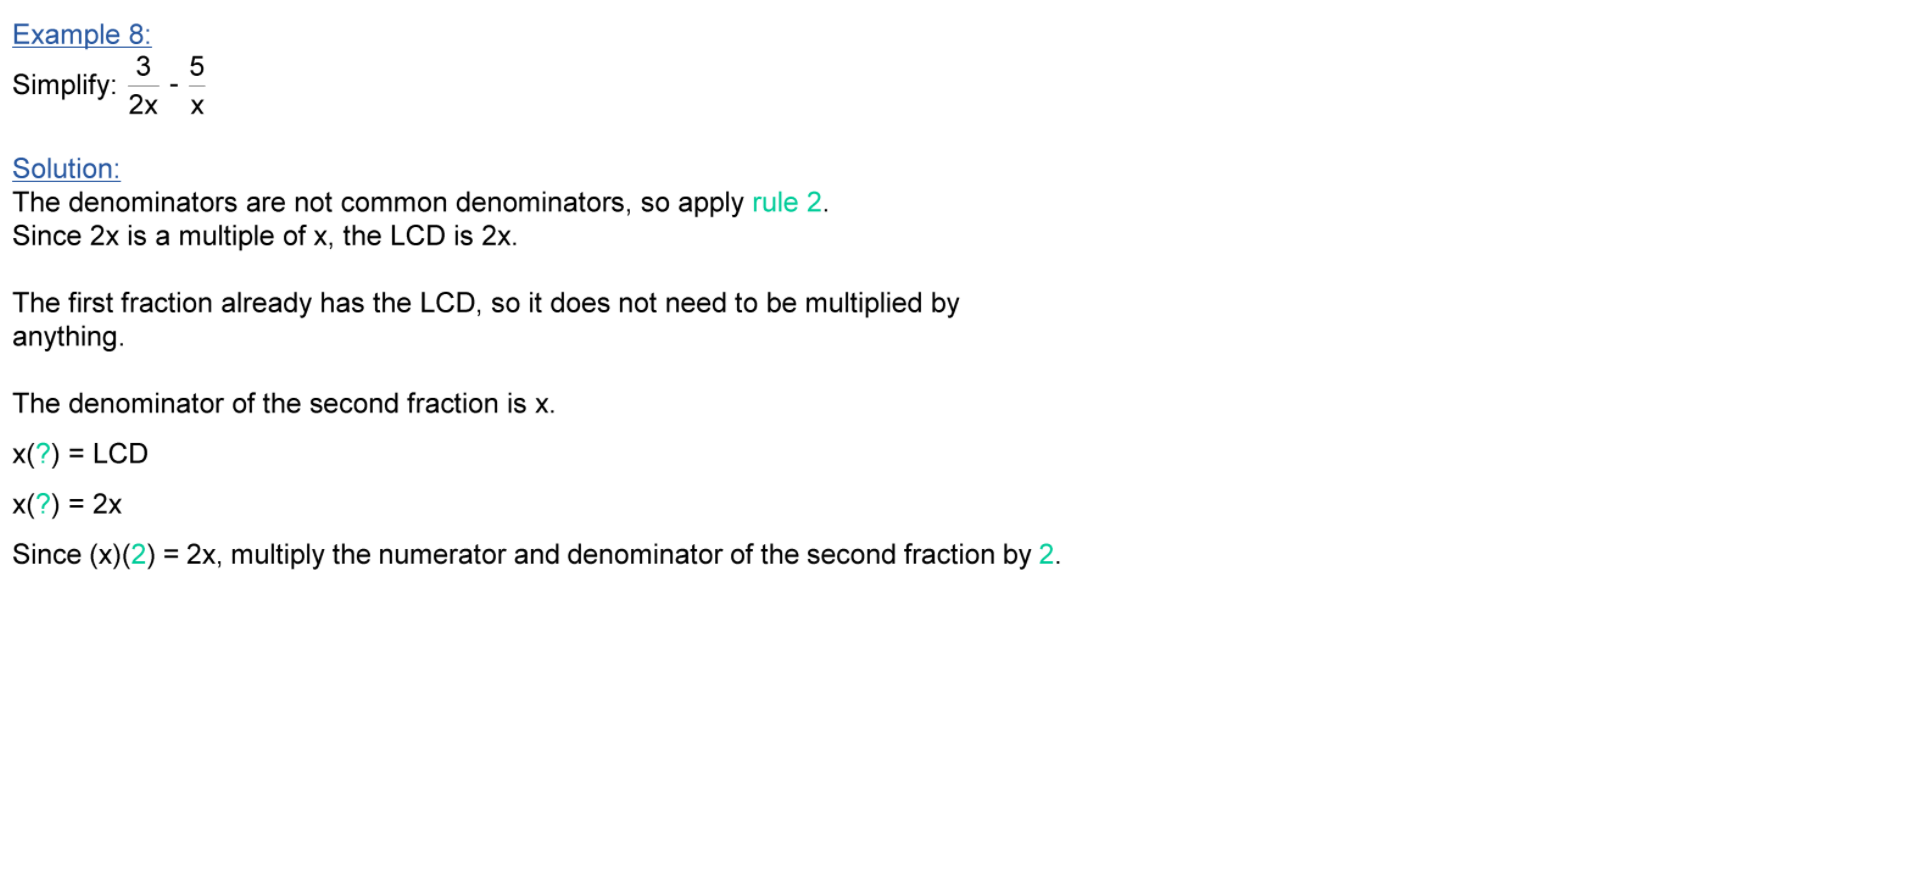 Example 8:
Simplify: 3/2x - 5/x
Solution:
The denominators are not common denominators, so apply rule 2.
Since 2x is a multiple of x, the LCD is 2x.
The first fraction already has the LCD, so it does not need to be multiplied by
anything.
The denominator of the second fraction is x.
x(?) = LCD
x(?) = 2x
Since (x)(2) = 2x, multiply the numerator and denominator of the second fraction by 2.